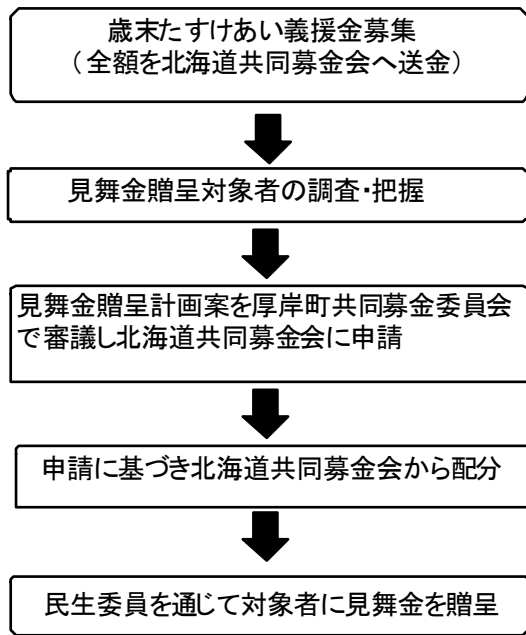 歳末たすけあい義援金募集
（全額を北海道共同募金会へ送金）
見舞金贈呈対象者の調査・把握
見舞金贈呈計画案を厚岸町共同募金委員会
で審議し北海道共同募金会に申請
申請に基づき北海道共同募金会から配分
民生委員を通じて対象者に見舞金を贈呈